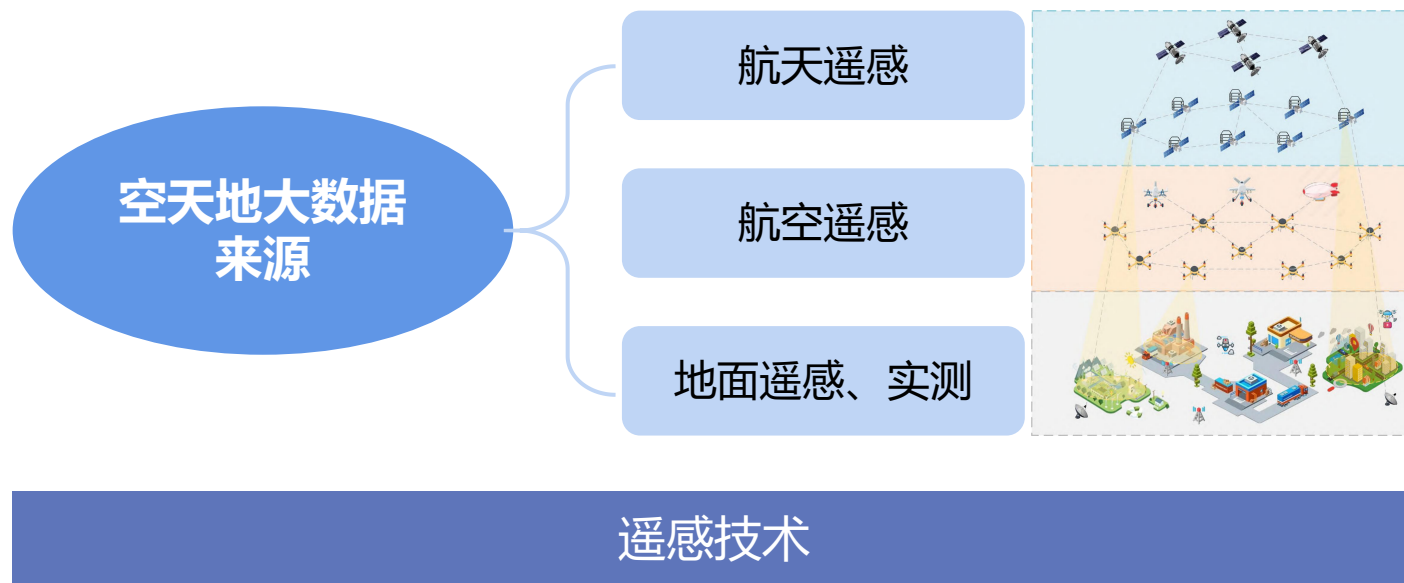 空天地大数据
来源
航天遥感
航空遥感
地面遥感、实测
遥感技术